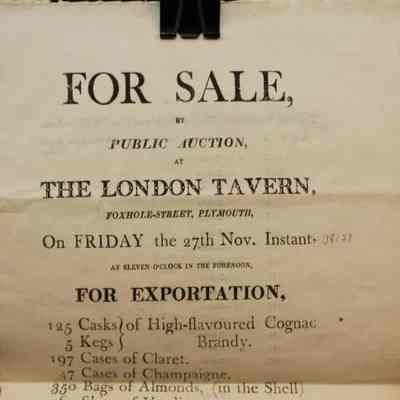 FOR SALE,
BY
PUBLIC AUCTION,
AT
THE LONDON TAVERN,
FOXHOLE-STREET, PLYMOUTH,
On FRIDAY the 27th Nov. Instant
AT ELEVEN O'CLOCK IN THE FORENOON,
FOR EXPORTATION,
125 Casks } of High-flavoured Cognac
5 Kegs } Brandy.
197 Cases of Claret.
47 Cases of Champaigne.
350 Bags of Almonds, (in the Shell)